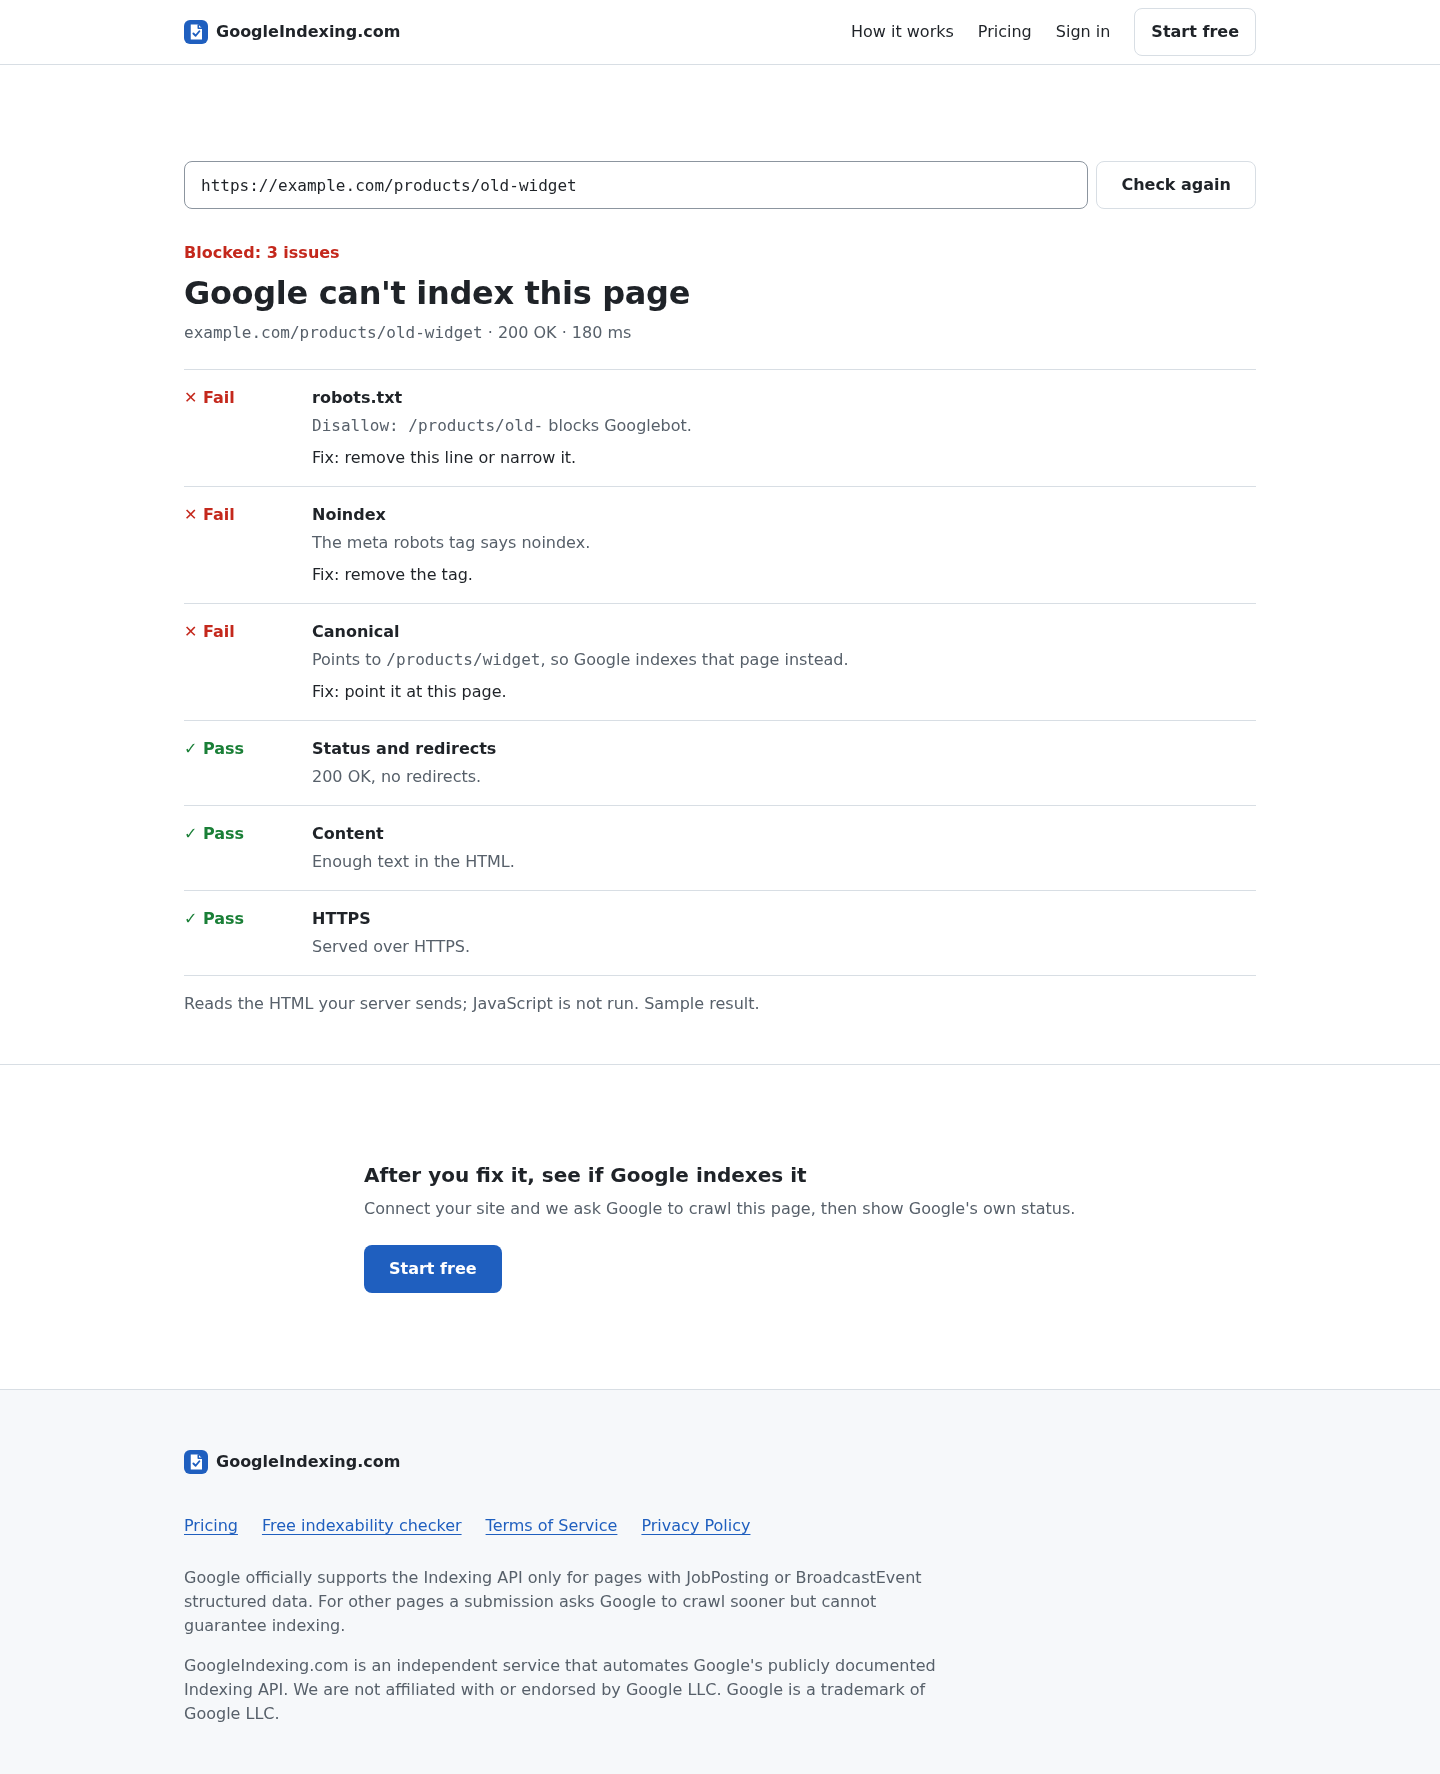 GoogleIndexing.com
How it works
Pricing
Sign in
Start free
https://example.com/products/old-widget
Check again
Blocked: 3 issues
Google can't index this page
example.com/products/old-widget · 200 OK · 180 ms
✕ Fail
robots.txt
Disallow: /products/old- blocks Googlebot.
Fix: remove this line or narrow it.
✕ Fail
Noindex
The meta robots tag says noindex.
Fix: remove the tag.
✕ Fail
Canonical
Points to /products/widget, so Google indexes that page instead.
Fix: point it at this page.
✓ Pass
Status and redirects
200 OK, no redirects.
✓ Pass
Content
Enough text in the HTML.
✓ Pass
HTTPS
Served over HTTPS.
Reads the HTML your server sends; JavaScript is not run. Sample result.
After you fix it, see if Google indexes it
Connect your site and we ask Google to crawl this page, then show Google's own status.
Start free
GoogleIndexing.com
Pricing
Free indexability checker
Terms of Service
Privacy Policy
Google officially supports the Indexing API only for pages with JobPosting or BroadcastEvent
structured data. For other pages a submission asks Google to crawl sooner but cannot
guarantee indexing.
GoogleIndexing.com is an independent service that automates Google's publicly documented
Indexing API. We are not affiliated with or endorsed by Google LLC. Google is a trademark of
Google LLC.